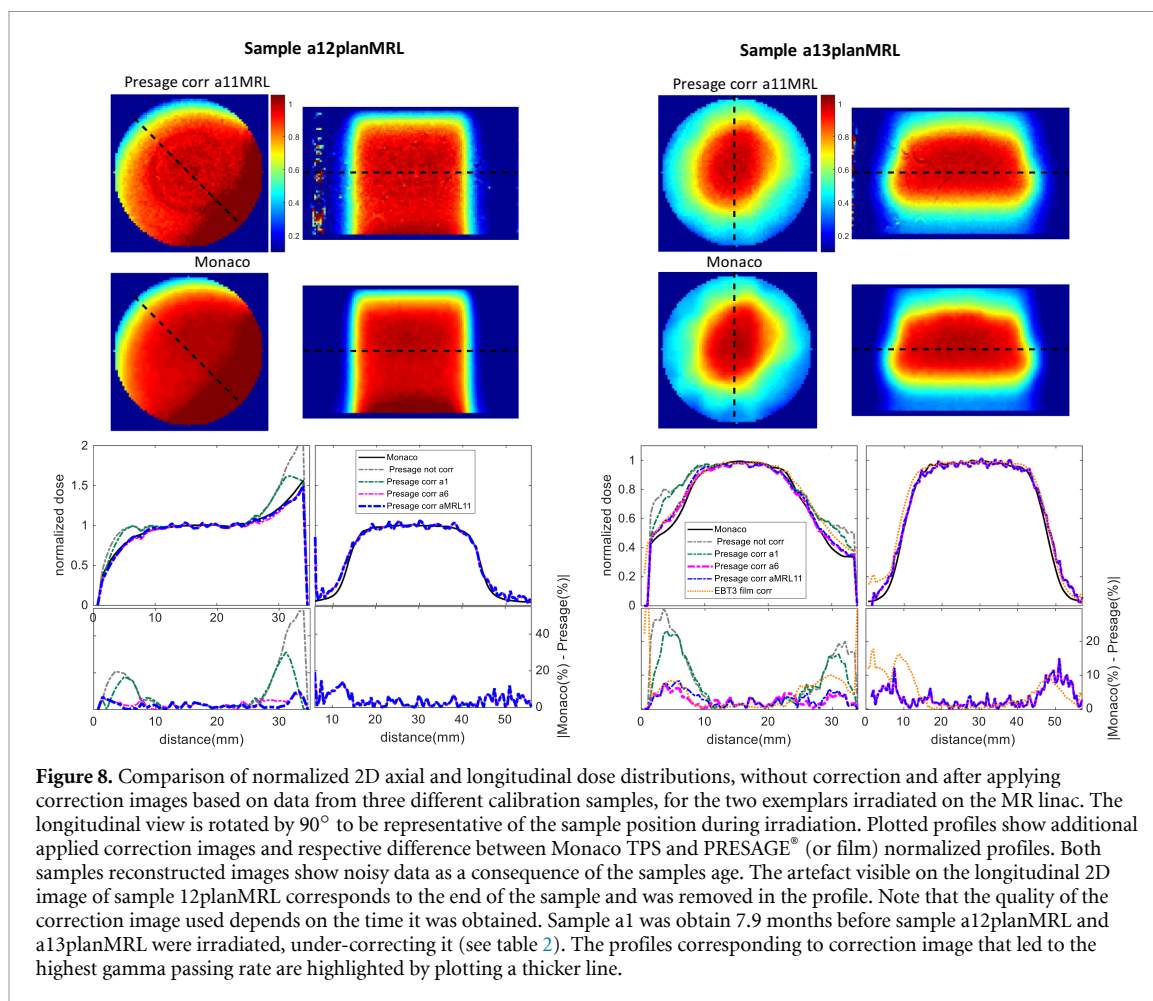 Sample a12planMRL
Sample a13planMRL
Presage corr a11MRL
Presage corr a11MRL
1
0.8
0.6
0.4
0.2
1
0.8
0.6
0.4
0.2
Monaco
Monaco
2
1.5
1
0.5
0
normalized dose
0 10 20 30
10 20 30 40 50
Monaco
Presage not corr
Presage corr a1
Presage corr a6
Presage corr aMRL11
40
20
0
|Monaco(%) - Presage(%)|
0 5 10 15 20 25 30
distance(mm)
10 20 30 40 50
distance(mm)
1
0.8
0.6
0.4
0.2
0
normalized dose
Monaco
Presage not corr
Presage corr a1
Presage corr a6
Presage corr aMRL11
EBT3 film corr
20
10
0
|Monaco(%) - Presage(%)|
0 10 20 30
distance(mm)
0 10 20 30 40 50
distance(mm)
Figure 8. Comparison of normalized 2D axial and longitudinal dose distributions, without correction and after applying
correction images based on data from three different calibration samples, for the two exemplars irradiated on the MR linac. The
longitudinal view is rotated by 90° to be representative of the sample position during irradiation. Plotted profiles show additional
applied correction images and respective difference between Monaco TPS and PRESAGE® (or film) normalized profiles. Both
samples reconstructed images show noisy data as a consequence of the samples age. The artefact visible on the longitudinal 2D
image of sample 12planMRL corresponds to the end of the sample and was removed in the profile. Note that the quality of the
correction image used depends on the time it was obtained. Sample a1 was obtain 7.9 months before sample a12planMRL and
a13planMRL were irradiated, under-correcting it (see table 2). The profiles corresponding to correction image that led to the
highest gamma passing rate are highlighted by plotting a thicker line.